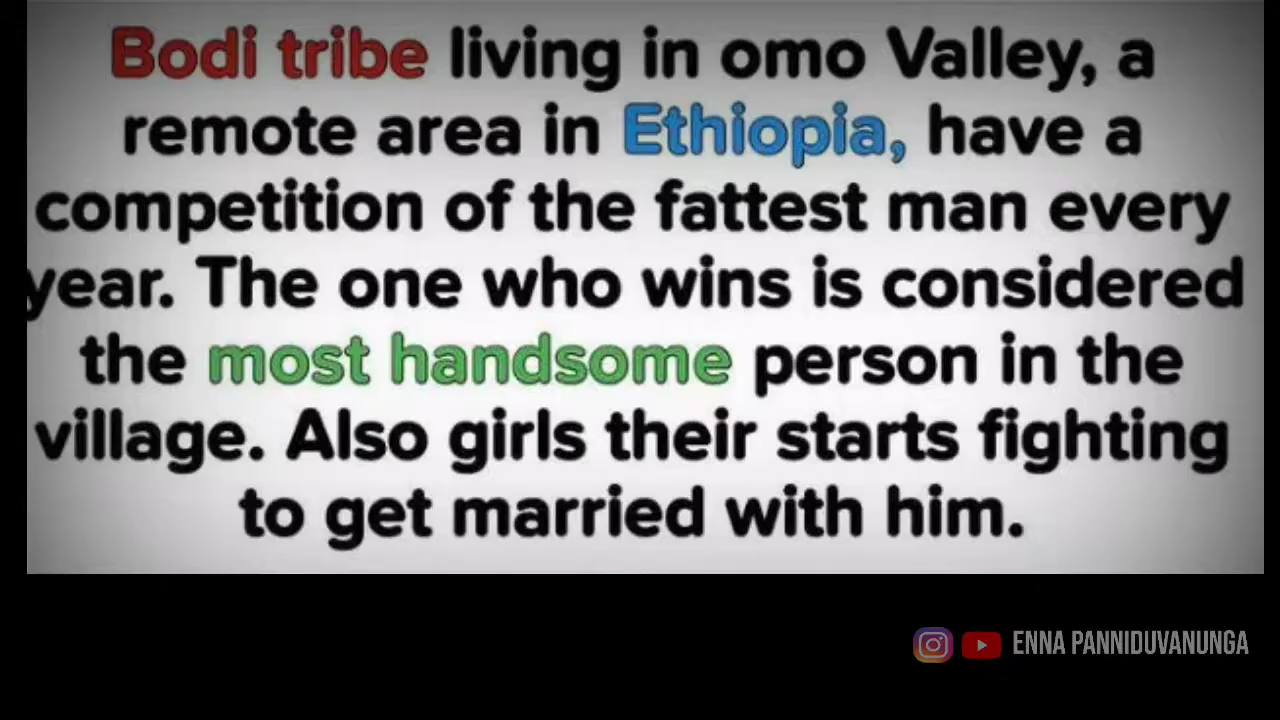 Bodi tribe living in omo Valley, a
remote area in Ethiopia, have a
competition of the fattest man every
year. The one who wins is considered
the most handsome person in the
village. Also girls their starts fighting
to get married with him.
ENNA PANNIDUVANUNGA